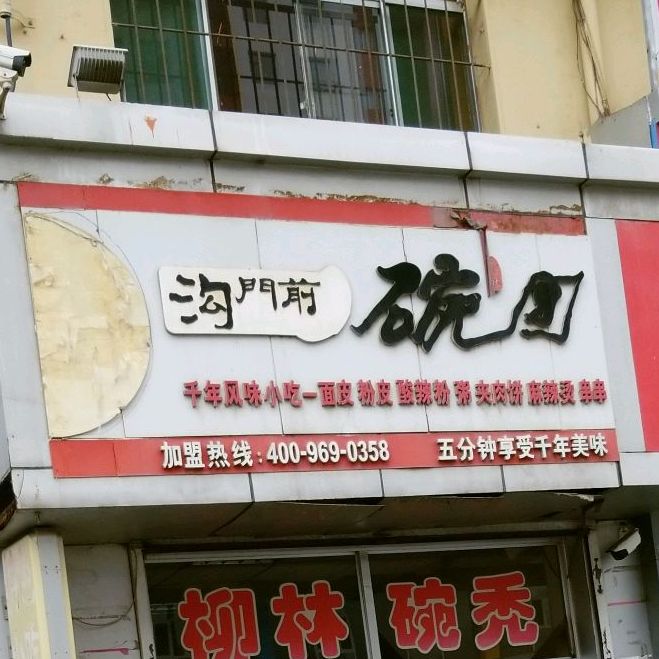 沟門前 碗团
千年风味小吃—面皮 粉皮 酸辣粉 粥 夹肉饼 麻辣烫 串串
加盟热线:400-969-0358 五分钟享受千年美味
柳林碗秃